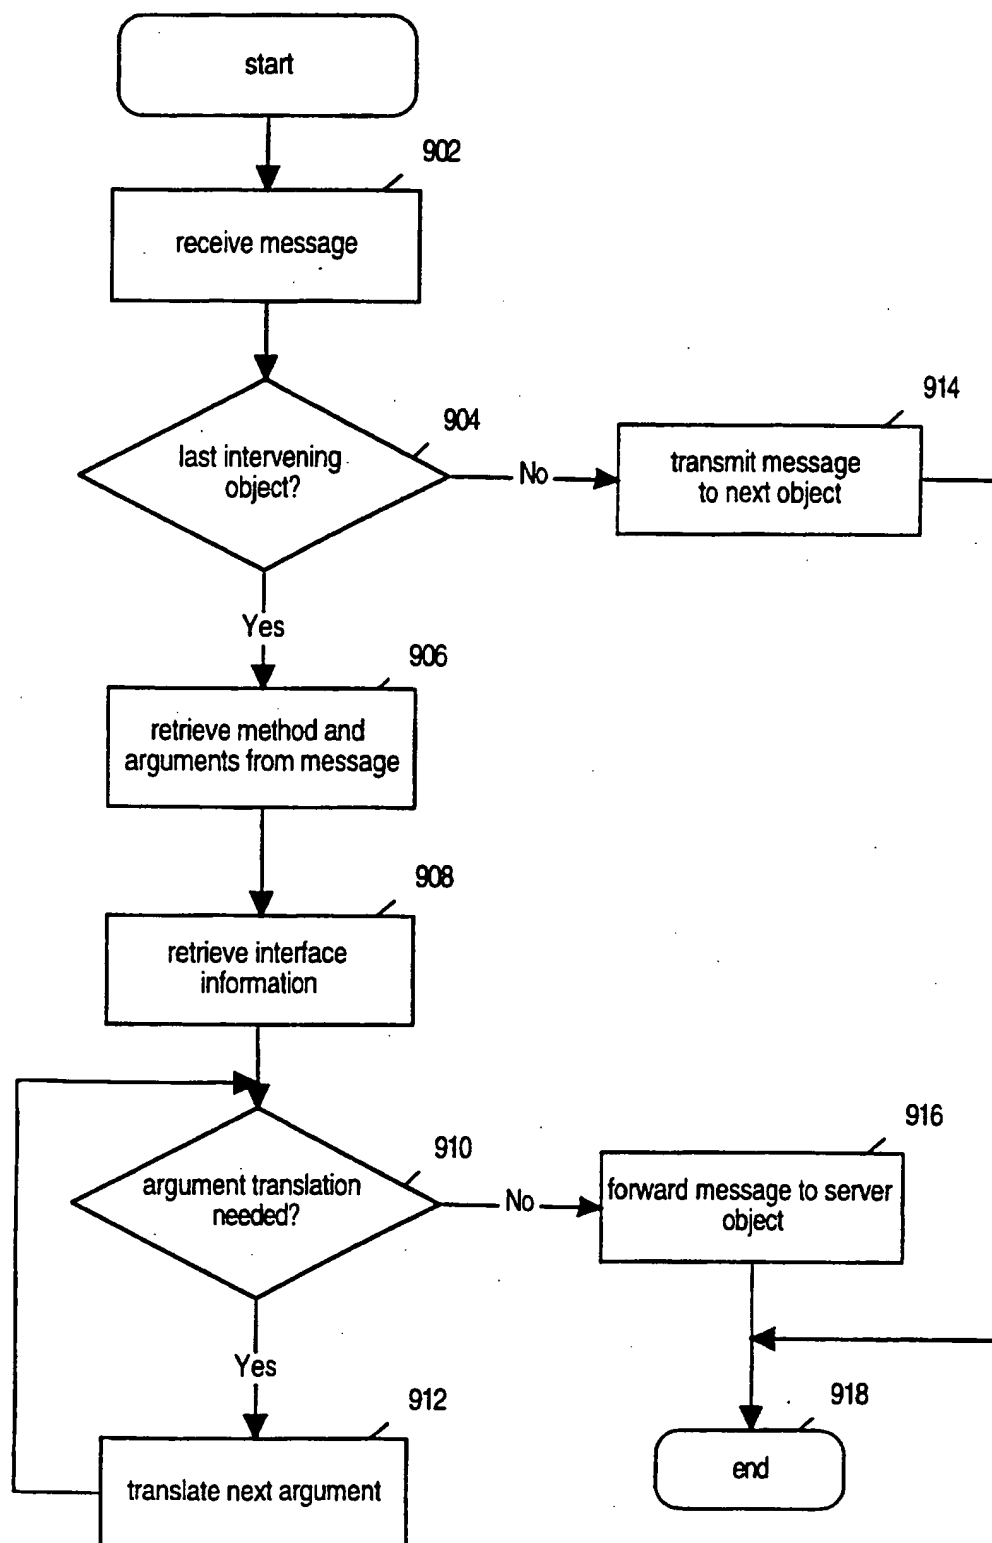 start
902
receive message
904
last intervening
object?
No
914
transmit message
to next object
Yes
906
retrieve method and
arguments from message
908
retrieve interface
information
910
argument translation
needed?
No
916
forward message to server
object
Yes
912
translate next argument
918
end